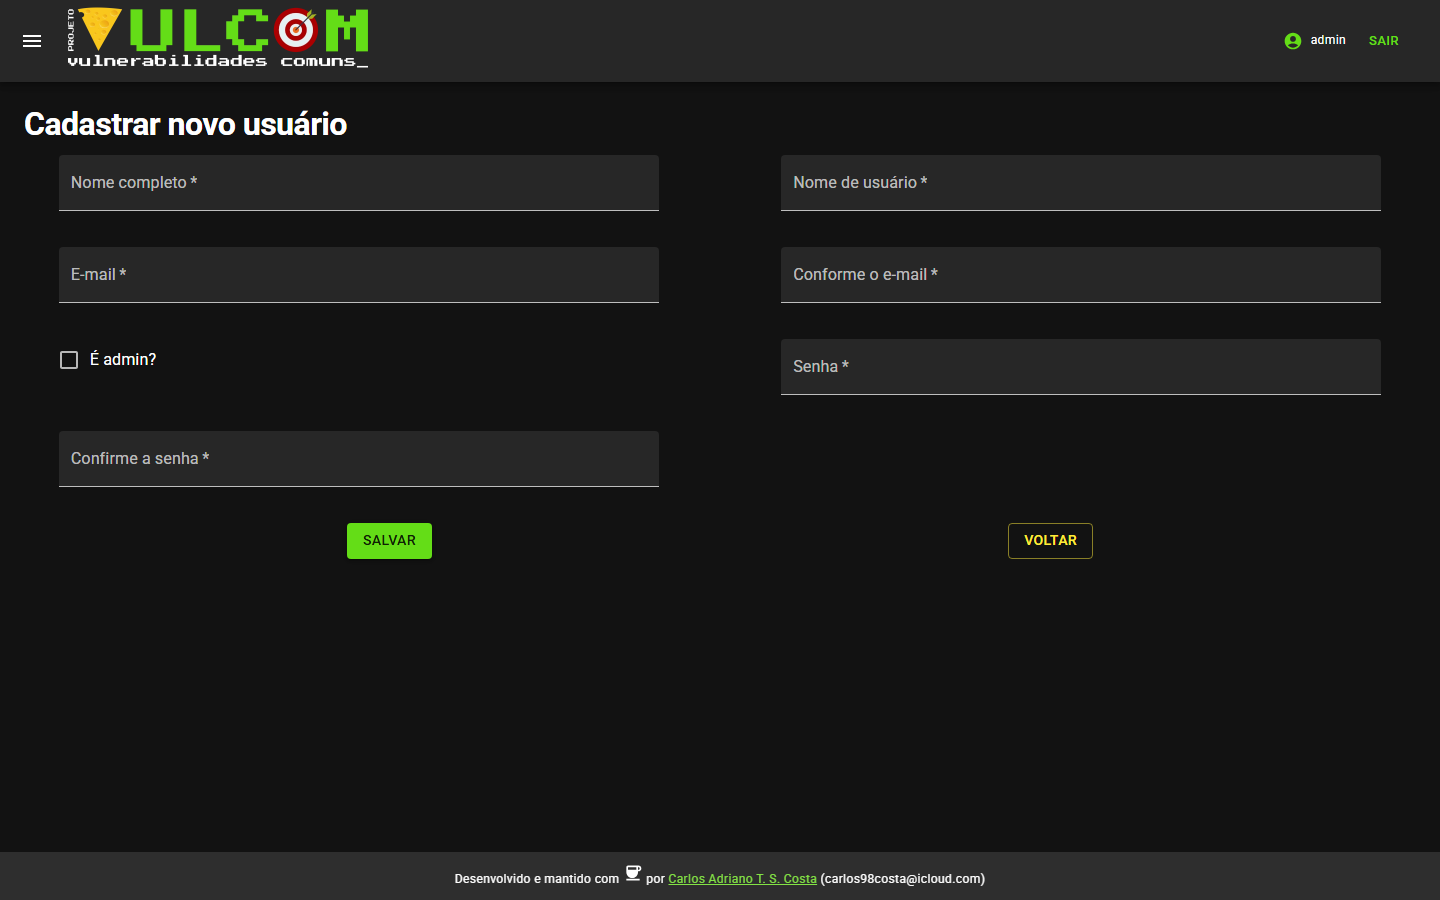 PROJETO VULCOM
vulnerabilidades comuns_
admin SAIR
Cadastrar novo usuário
Nome completo *
Nome de usuário *
E-mail *
Conforme o e-mail *
É admin?
Senha *
Confirme a senha *
SALVAR
VOLTAR
Desenvolvido e mantido com por Carlos Adriano T. S. Costa (carlos98costa@icloud.com)